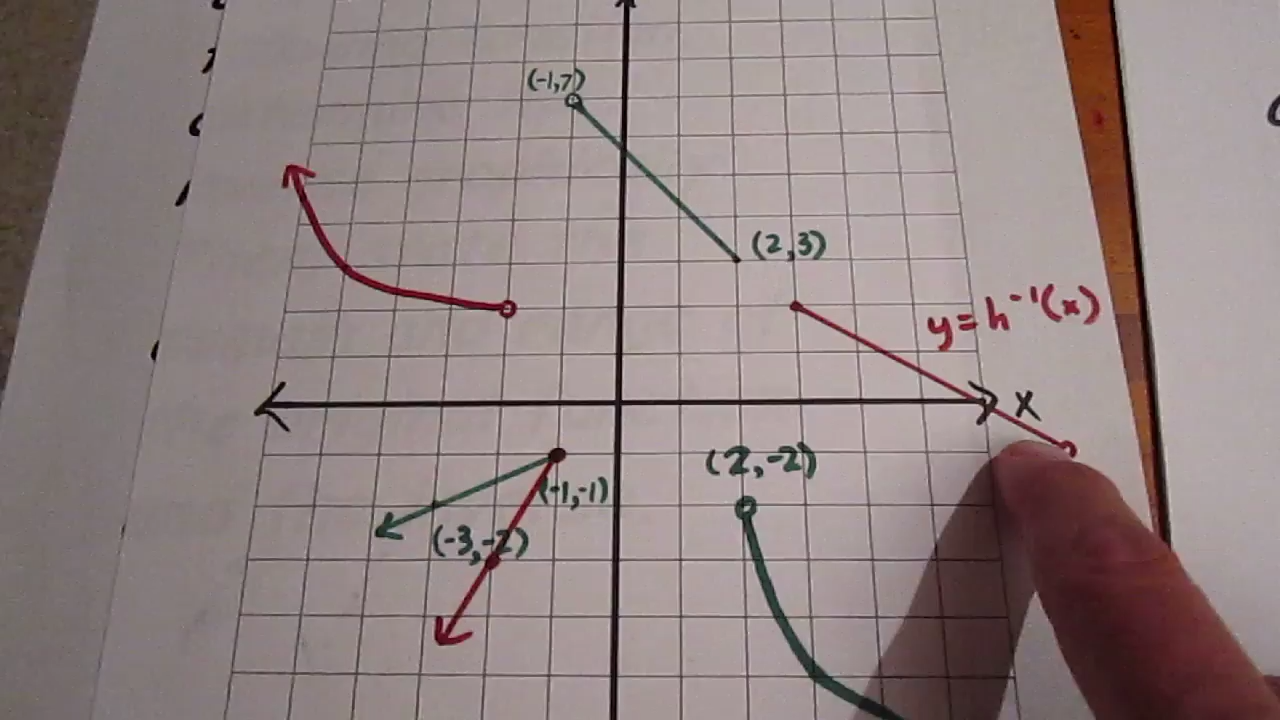 (-1,7)
(2,3)
y=h⁻¹(x)
x
(2,-2)
(-1,-1)
(-3,-2)